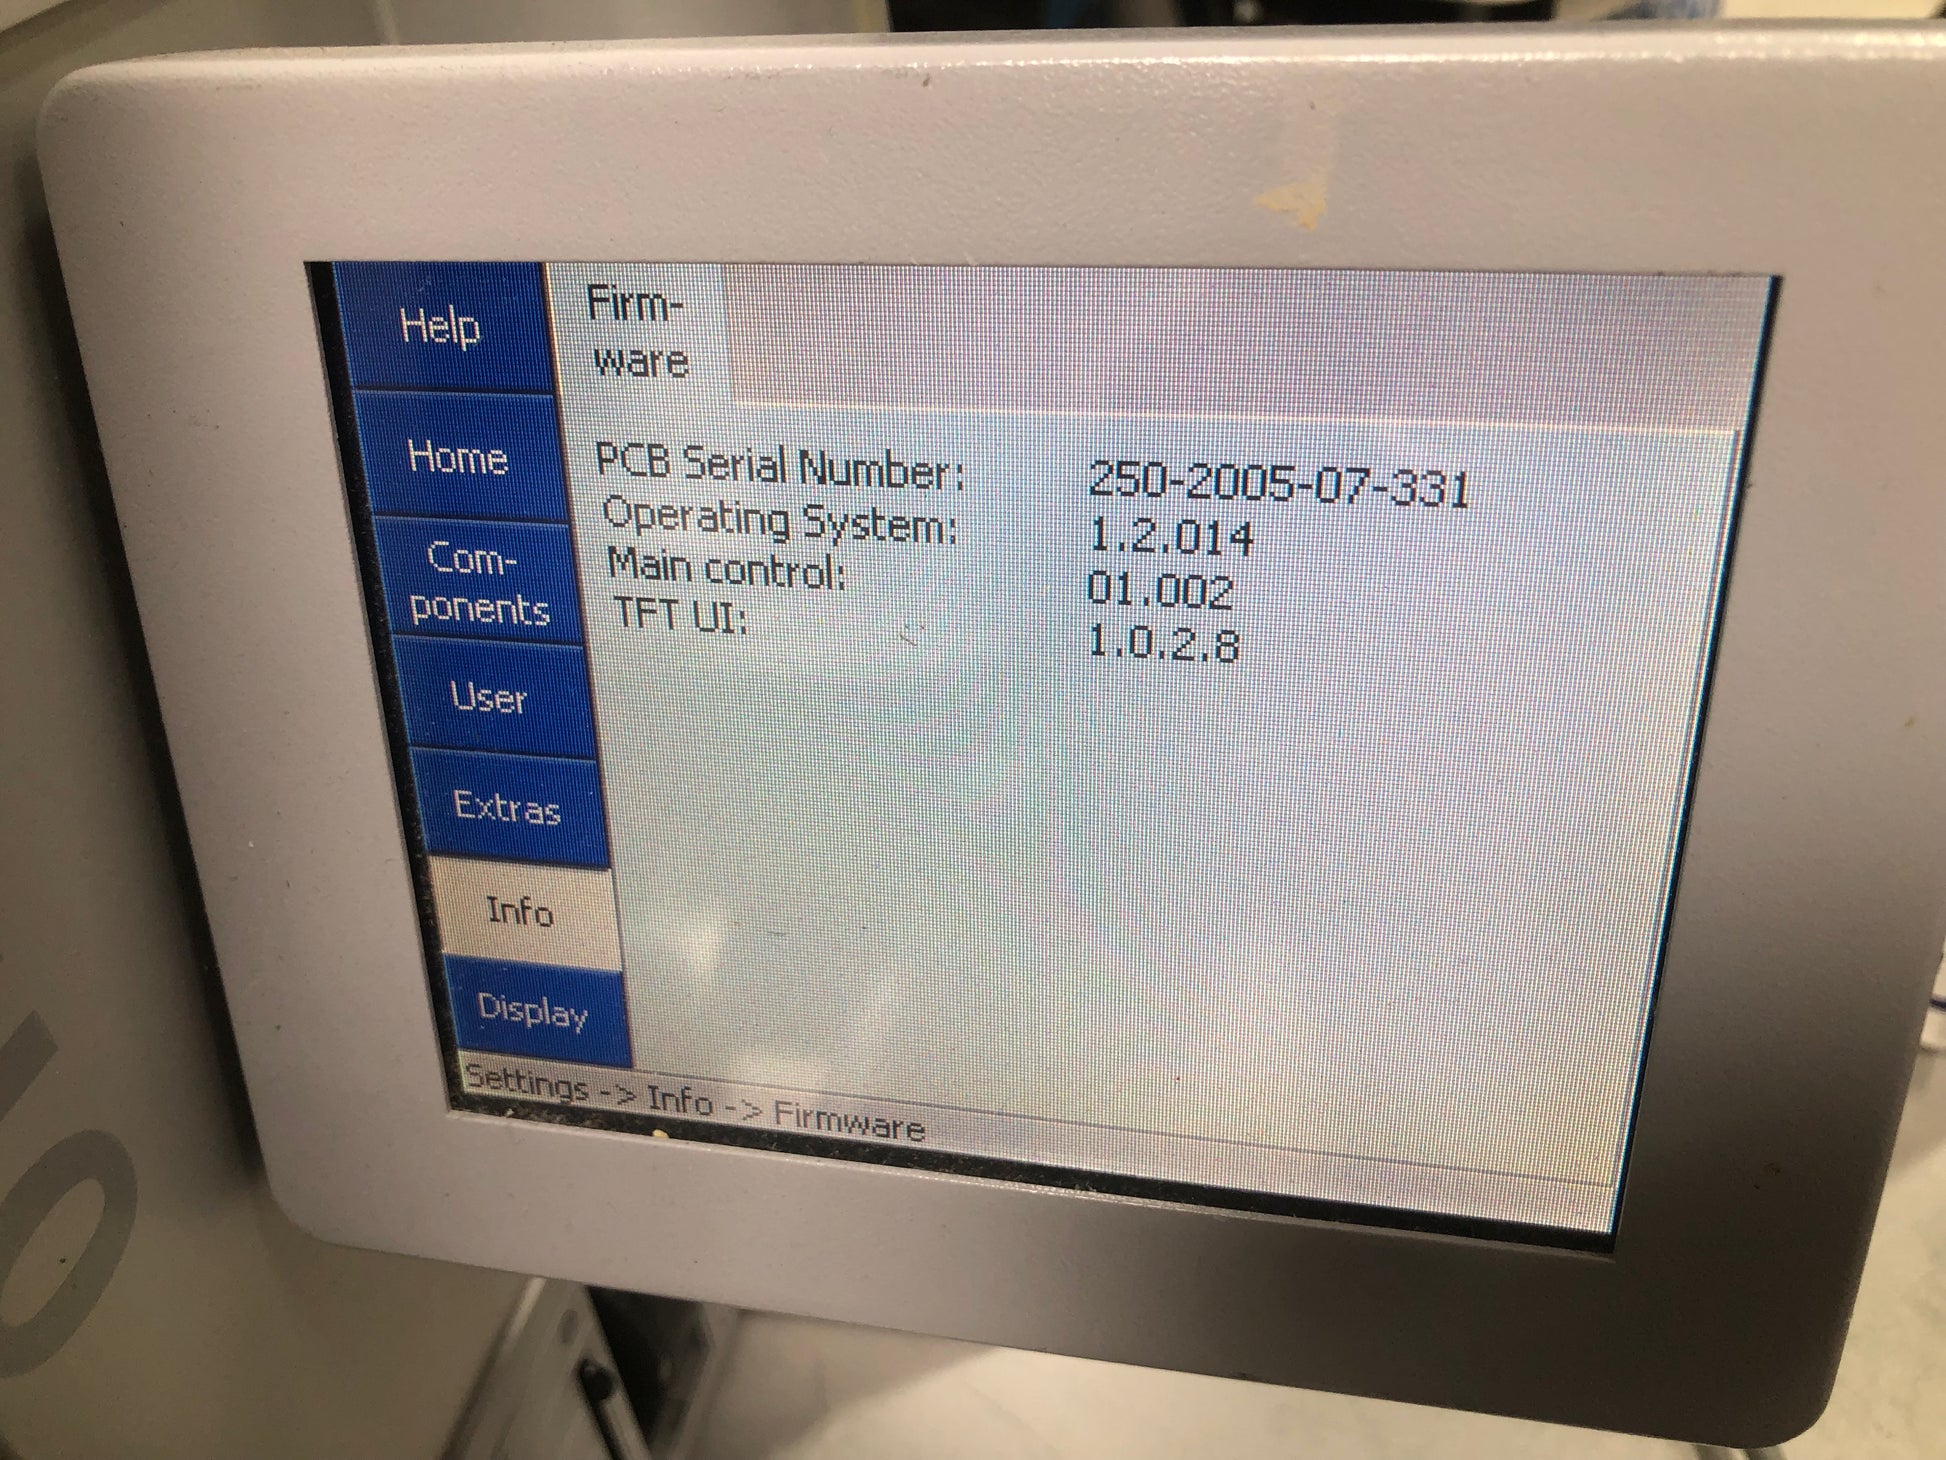 Help
Home
Com-
ponents
User
Extras
Info
Display
Firm-
ware
PCB Serial Number: 250-2005-07-331
Operating System: 1.2.014
Main control: 01.002
TFT UI: 1.0.2.8
Settings -> Info -> Firmware